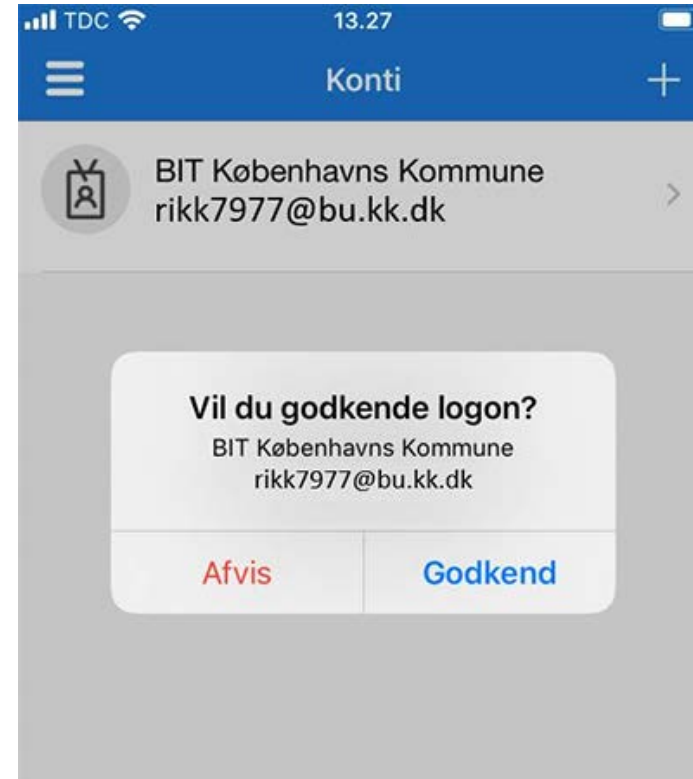 TDC 13.27
Konti
BIT Københavns Kommune
rikk7977@bu.kk.dk
Vil du godkende logon?
BIT Københavns Kommune
rikk7977@bu.kk.dk
Afvis Godkend